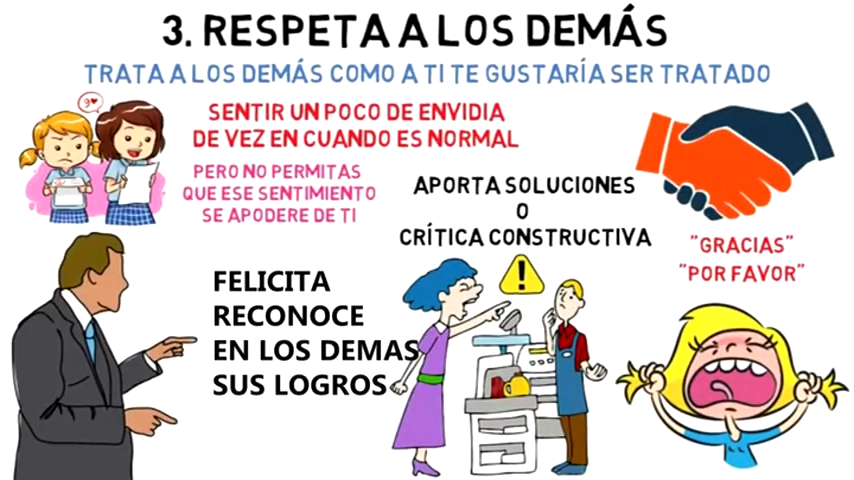 3. RESPETA A LOS DEMÁS
TRATA A LOS DEMÁS COMO A TI TE GUSTARÍA SER TRATADO
9♥
SENTIR UN POCO DE ENVIDIA
DE VEZ EN CUANDO ES NORMAL
PERO NO PERMITAS
QUE ESE SENTIMIENTO
SE APODERE DE TI
APORTA SOLUCIONES
O
CRÍTICA CONSTRUCTIVA
"GRACIAS"
"POR FAVOR"
FELICITA
RECONOCE
EN LOS DEMAS
SUS LOGROS
!